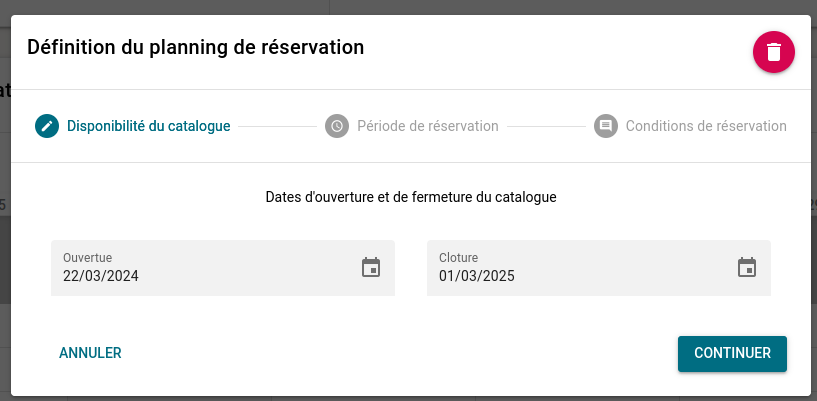 Définition du planning de réservation
Disponibilité du catalogue
Période de réservation
Conditions de réservation
Dates d'ouverture et de fermeture du catalogue
Ouvertue
22/03/2024
Cloture
01/03/2025
ANNULER
CONTINUER